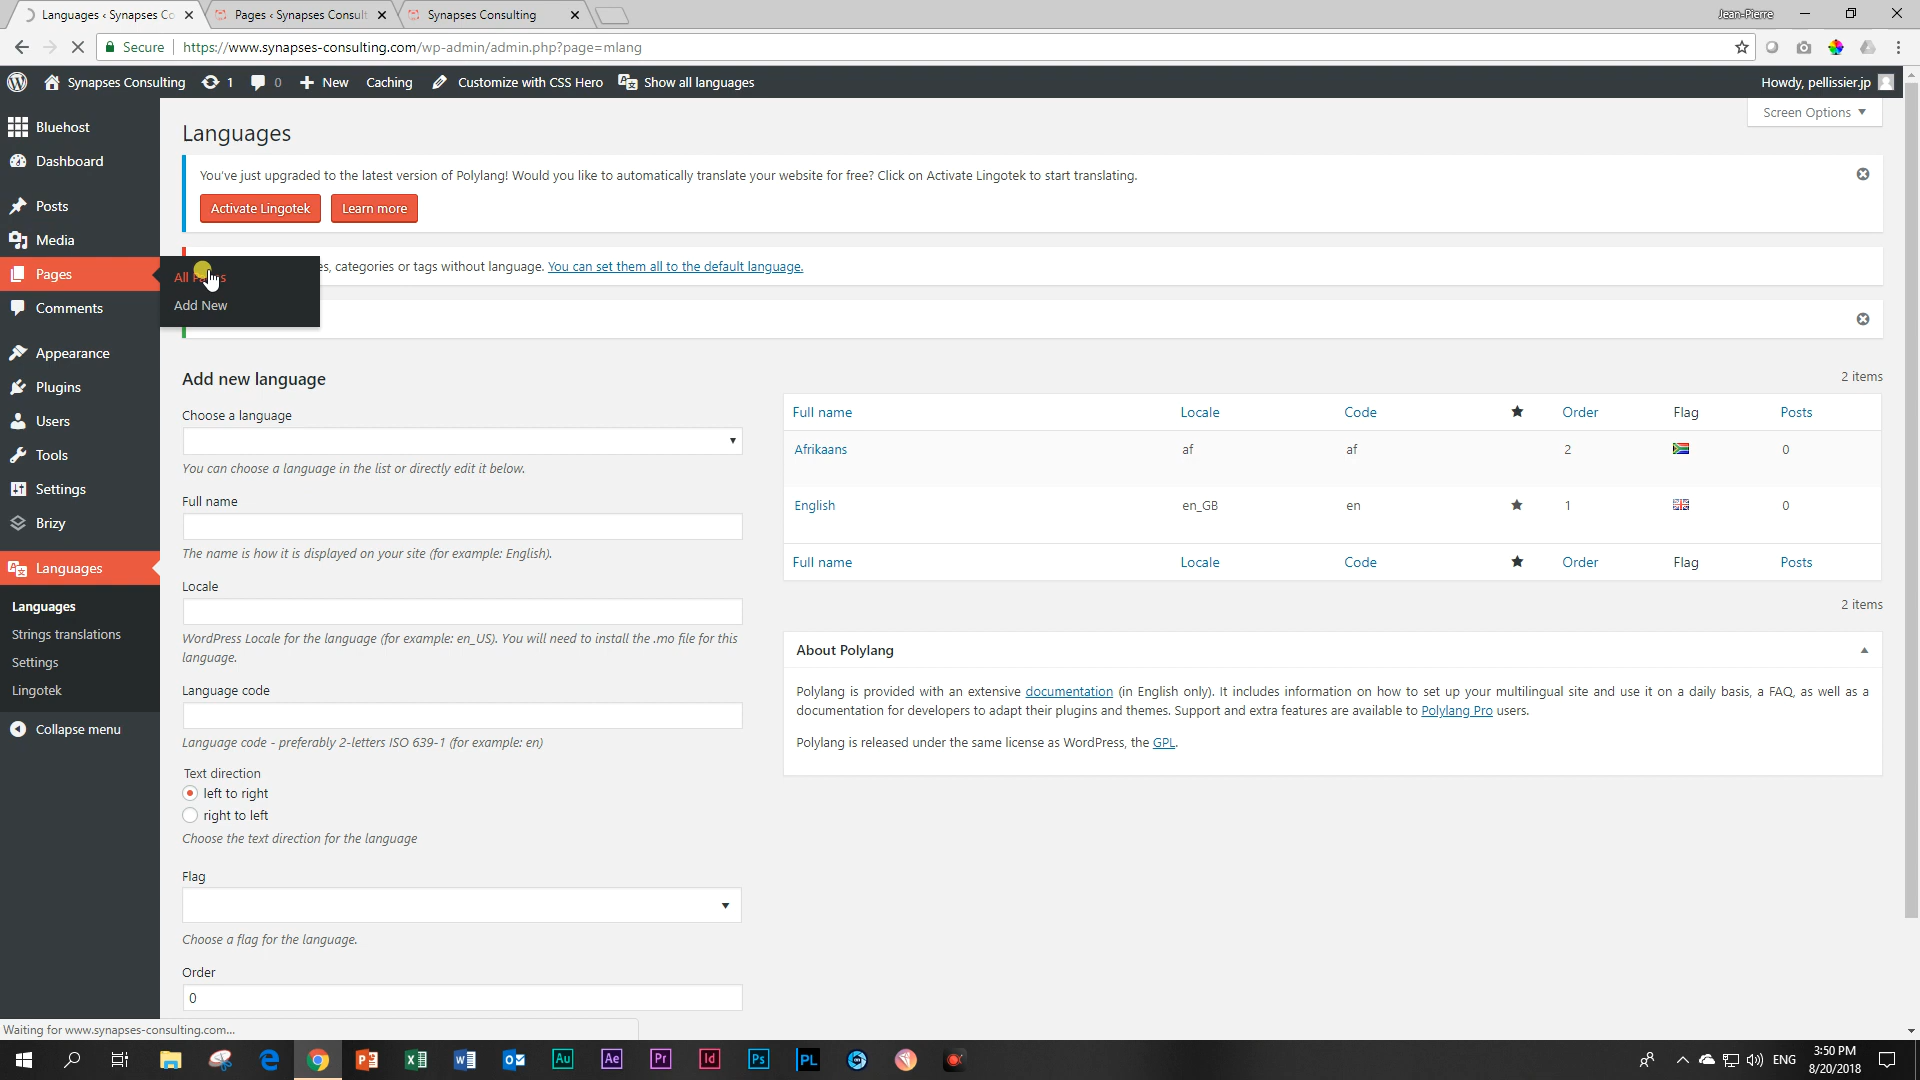 Languages ‹ Synapses Co
Pages ‹ Synapses Consult
Synapses Consulting
Jean-Pierre
Secure
https://www.synapses-consulting.com/wp-admin/admin.php?page=mlang
Synapses Consulting
1
0
New
Caching
Customize with CSS Hero
Show all languages
Howdy, pellissier.jp
Bluehost
Dashboard
Posts
Media
Pages
All
Add New
Comments
Appearance
Plugins
Users
Tools
Settings
Brizy
Languages
Languages
Strings translations
Settings
Lingotek
Collapse menu
Screen Options
Languages
You've just upgraded to the latest version of Polylang! Would you like to automatically translate your website for free? Click on Activate Lingotek to start translating.
Activate Lingotek
Learn more
, categories or tags without language. You can set them all to the default language.
Add new language
Choose a language
You can choose a language in the list or directly edit it below.
Full name
The name is how it is displayed on your site (for example: English).
Locale
WordPress Locale for the language (for example: en_US). You will need to install the .mo file for this
language.
Language code
Language code - preferably 2-letters ISO 639-1 (for example: en)
Text direction
left to right
right to left
Choose the text direction for the language
Flag
Choose a flag for the language.
Order
0
2 items
Full name Locale Code Order Flag Posts
Afrikaans af af 2 0
English en_GB en 1 0
Full name Locale Code Order Flag Posts
2 items
About Polylang
Polylang is provided with an extensive documentation (in English only). It includes information on how to set up your multilingual site and use it on a daily basis, a FAQ, as well as a
documentation for developers to adapt their plugins and themes. Support and extra features are available to Polylang Pro users.
Polylang is released under the same license as WordPress, the GPL.
Waiting for www.synapses-consulting.com...
Au
Ae
Pr
Id
Ps
PL
ENG
3:50 PM
8/20/2018